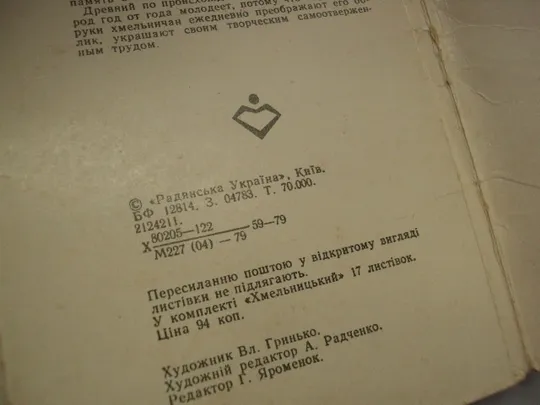 Древний по
род год от года молодеет, потому
руки хмельничан ежедневно преображают его об-
лик, украшают своим творческим самоотвержен-
ным трудом.
© «Радянська Україна», Київ.
БФ 12814. З. 04783. Т. 70.000.
2124211.
Х 80205—122 59—79
М227 (04) — 79
Пересиланню поштою у відкритому вигляді
листівки не підлягають.
У комплекті «Хмельницький» 17 листівок.
Ціна 94 коп.
Художник Вл. Гринько.
Художній редактор А. Радченко.
Редактор Г. Яроменок.